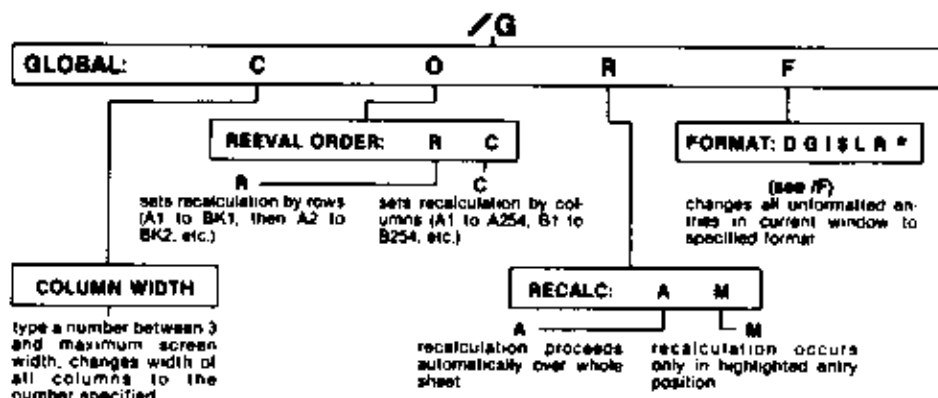 /G
GLOBAL: C O R F
REEVAL ORDER: R C
FORMAT: D G I $ L R *
R
sets recalculation by rows
(A1 to BK1, then A2 to
BK2, etc.)
C
sets recalculation by col-
umns (A1 to A254, B1 to
B254, etc.)
(see /F)
changes all unformatted en-
tries in current window to
specified format
COLUMN WIDTH
type a number between 3
and maximum screen
width, changes width of
all columns to the
number specified
RECALC: A M
A
recalculation proceeds
automatically over whole
sheet
M
recalculation occurs
only in highlighted entry
position